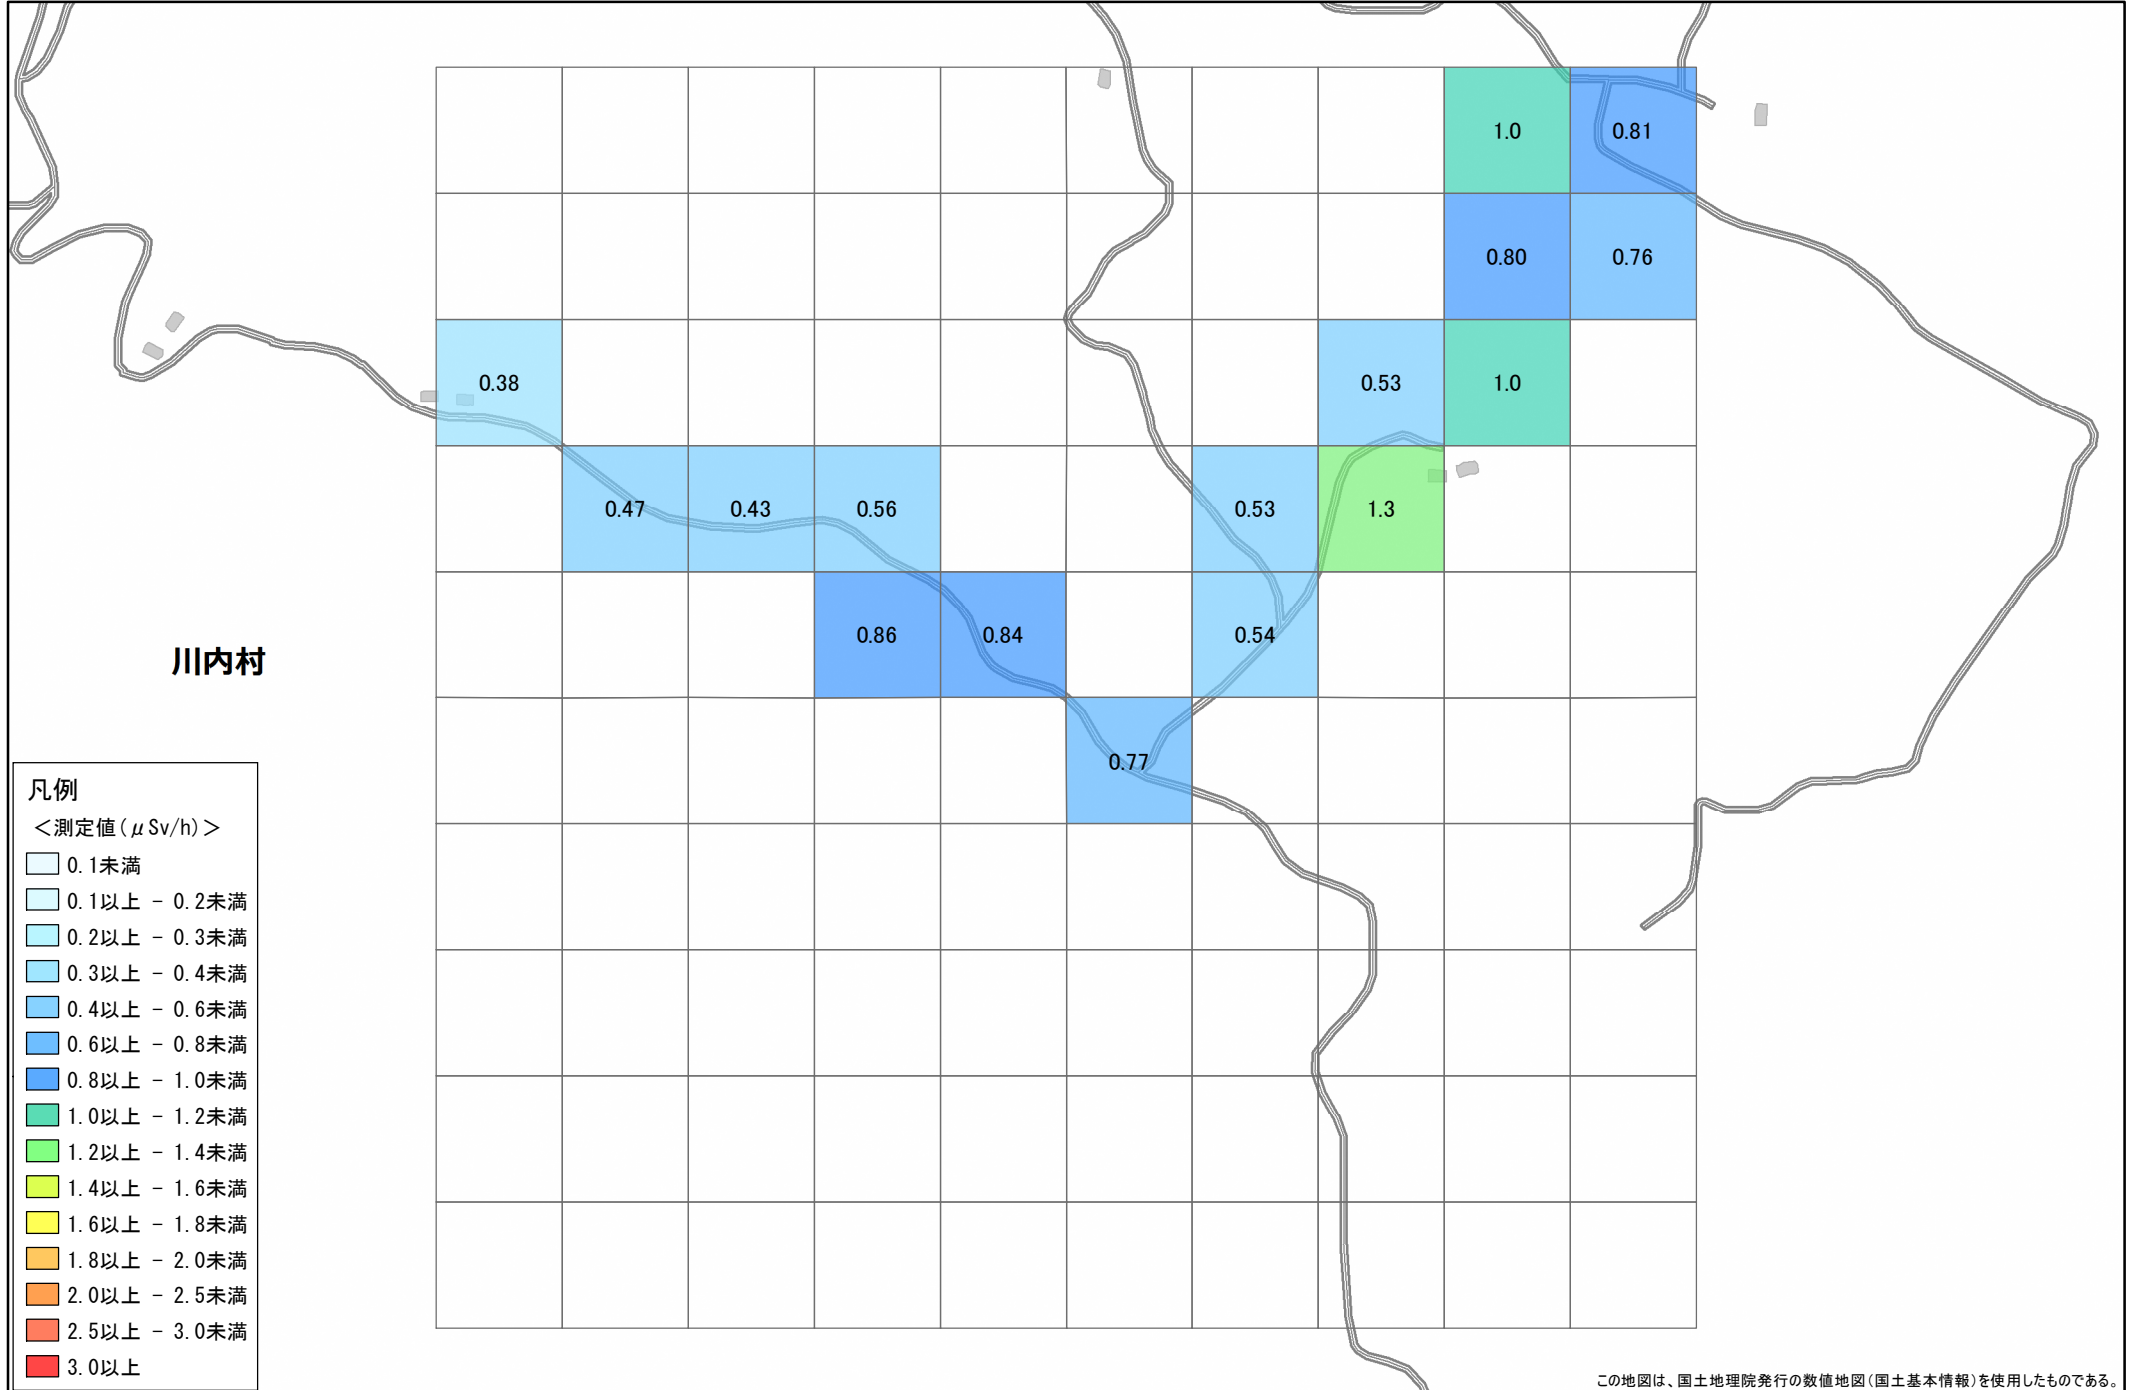 1.0 0.81
0.80 0.76
0.38 0.53 1.0
0.47 0.43 0.56 0.53 1.3
0.86 0.84 0.54
川内村
0.77
凡例
＜測定値(μSv/h)＞
0.1未満
0.1以上 － 0.2未満
0.2以上 － 0.3未満
0.3以上 － 0.4未満
0.4以上 － 0.6未満
0.6以上 － 0.8未満
0.8以上 － 1.0未満
1.0以上 － 1.2未満
1.2以上 － 1.4未満
1.4以上 － 1.6未満
1.6以上 － 1.8未満
1.8以上 － 2.0未満
2.0以上 － 2.5未満
2.5以上 － 3.0未満
3.0以上
この地図は、国土地理院発行の数値地図(国土基本情報)を使用したものである。